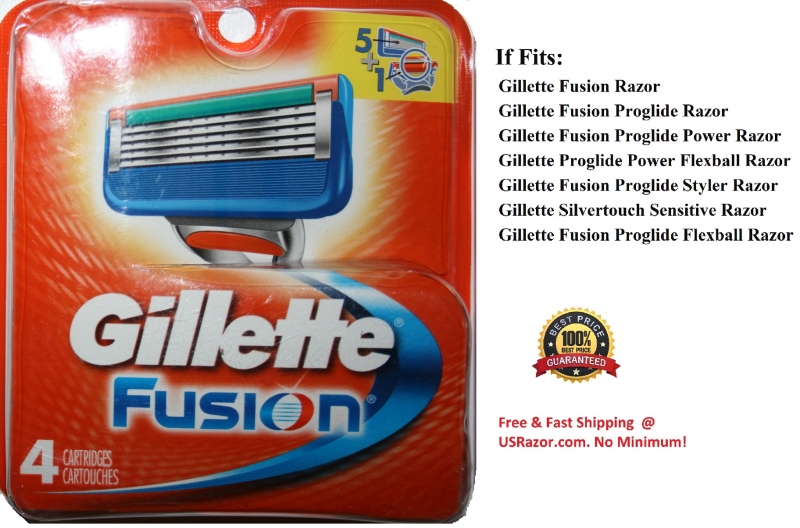 5
+1
Gillette®
FUSION®
4 CARTRIDGES
CARTOUCHES
If Fits:
Gillette Fusion Razor
Gillette Fusion Proglide Razor
Gillette Fusion Proglide Power Razor
Gillette Proglide Power Flexball Razor
Gillette Fusion Proglide Styler Razor
Gillette Silvertouch Sensitive Razor
Gillette Fusion Proglide Flexball Razor
BEST PRICE
100%
BEST PRICE
GUARANTEED
Free & Fast Shipping @
USRazor.com. No Minimum!